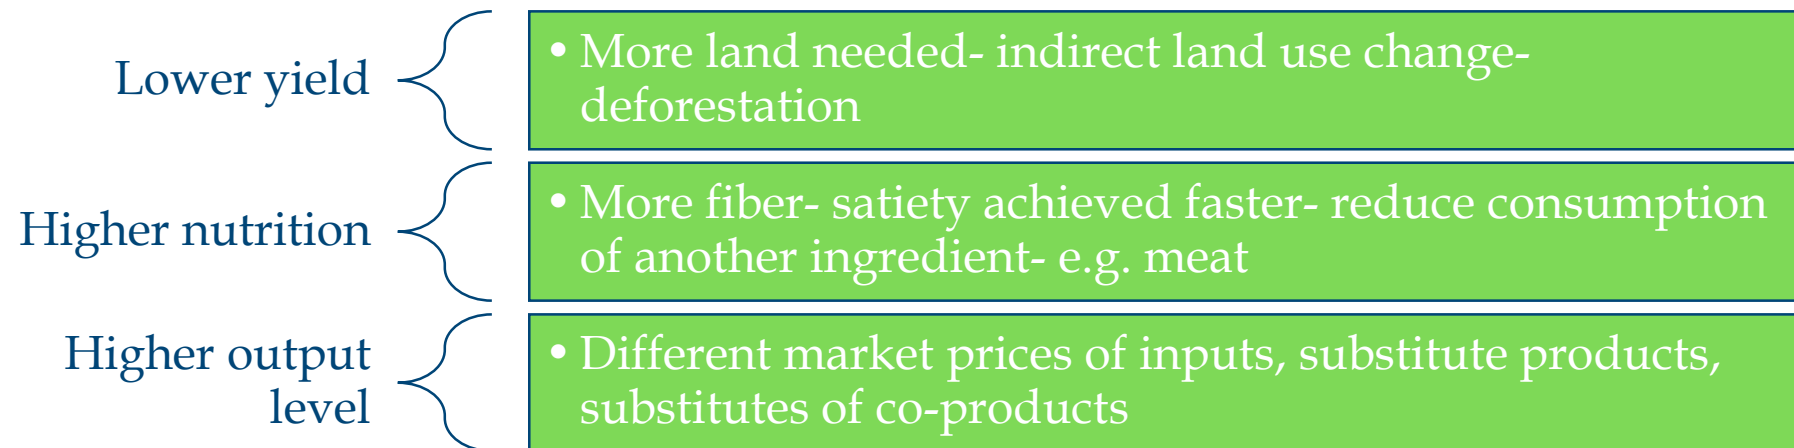 Lower yield
• More land needed- indirect land use change-
deforestation
Higher nutrition
• More fiber- satiety achieved faster- reduce consumption
of another ingredient- e.g. meat
Higher output
level
• Different market prices of inputs, substitute products,
substitutes of co-products